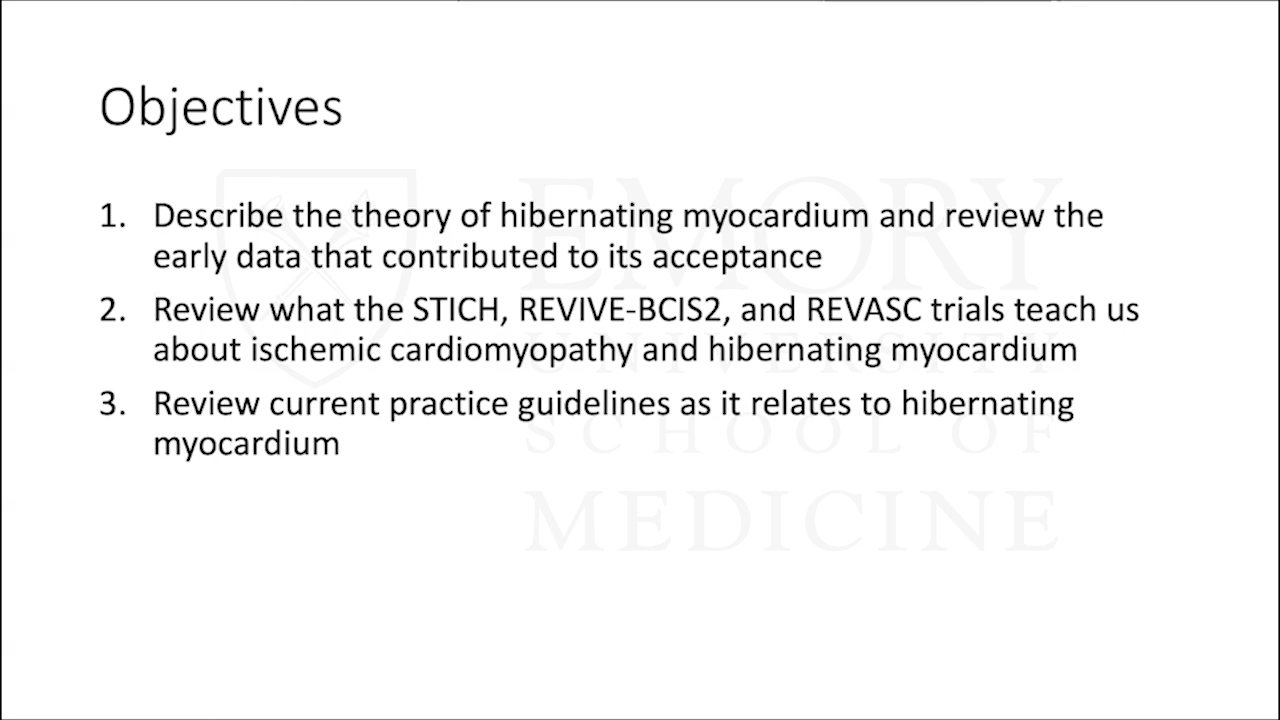 Objectives
1. Describe the theory of hibernating myocardium and review the
early data that contributed to its acceptance
2. Review what the STICH, REVIVE-BCIS2, and REVASC trials teach us
about ischemic cardiomyopathy and hibernating myocardium
3. Review current practice guidelines as it relates to hibernating
myocardium
EMORY
UNIVERSITY
SCHOOL OF
MEDICINE